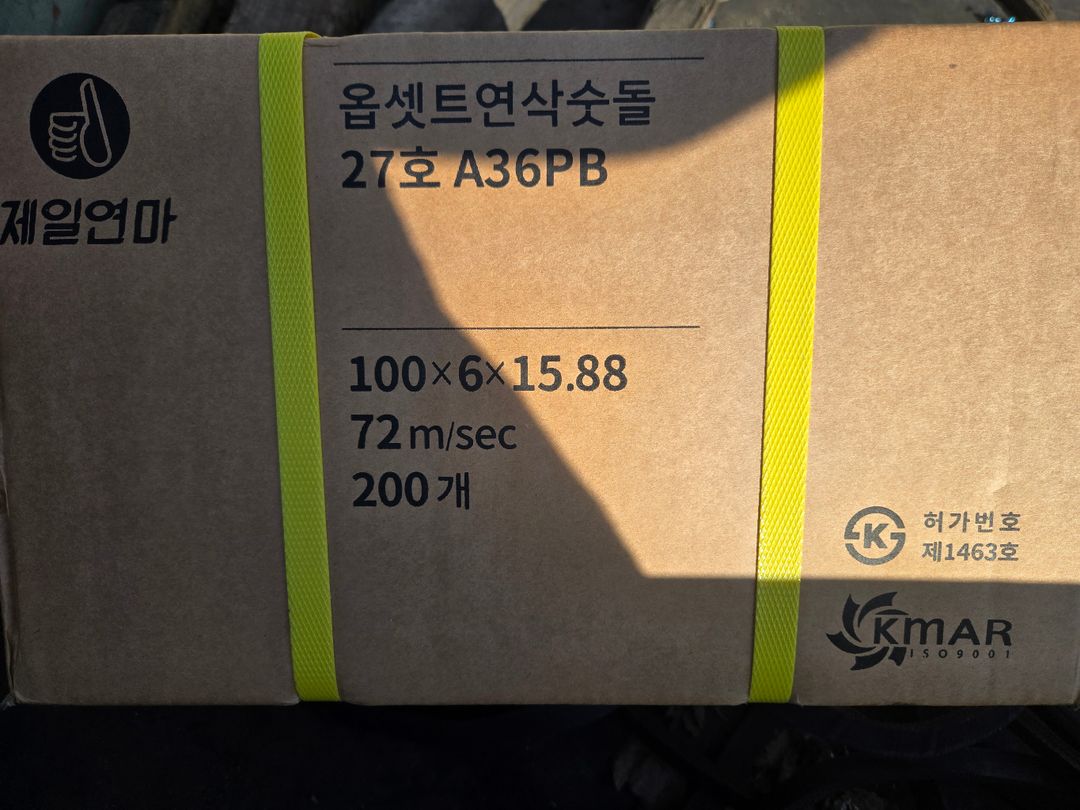 제일연마
옵셋트연삭숫돌
27호 A36PB
100×6×15.88
72 m/sec
200 개
K
허가번호
제1463호
KMAR
ISO9001